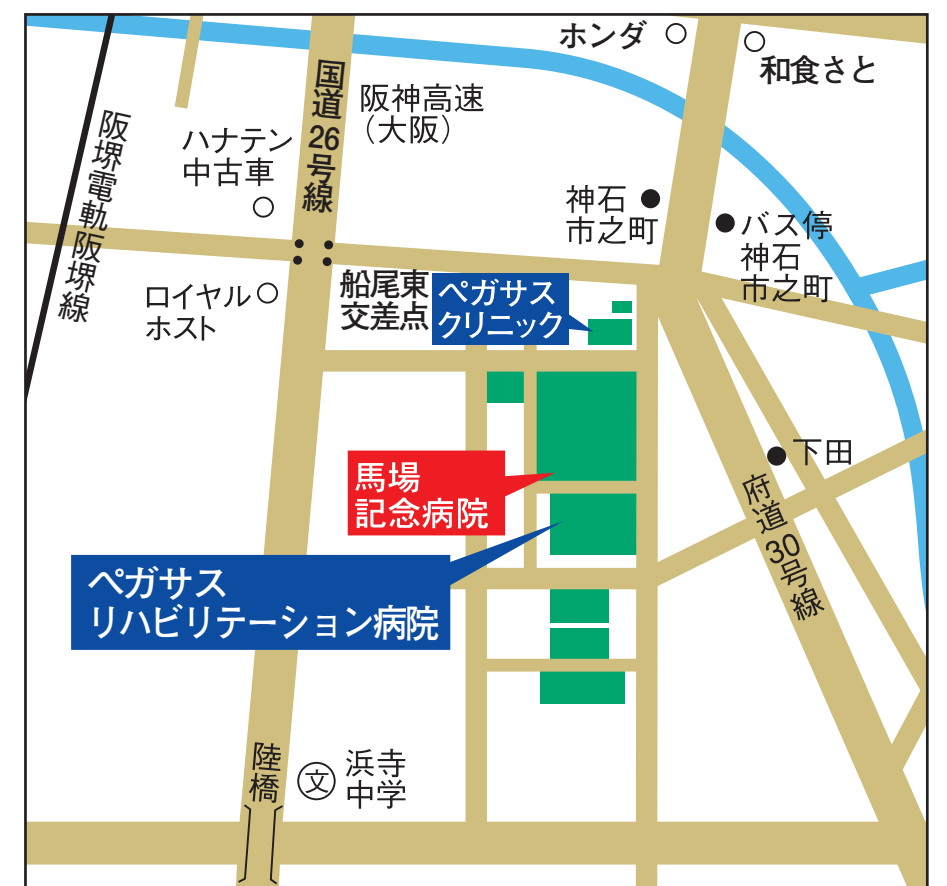 ホンダ
和食さと
国道26号線
阪神高速
（大阪）
阪堺電軌阪堺線
ハナテン
中古車
神石
市之町
バス停
神石
市之町
ロイヤル
ホスト
船尾東
交差点
ペガサス
クリニック
下田
馬場
記念病院
府道30号線
ペガサス
リハビリテーション病院
陸橋
文
浜寺
中学